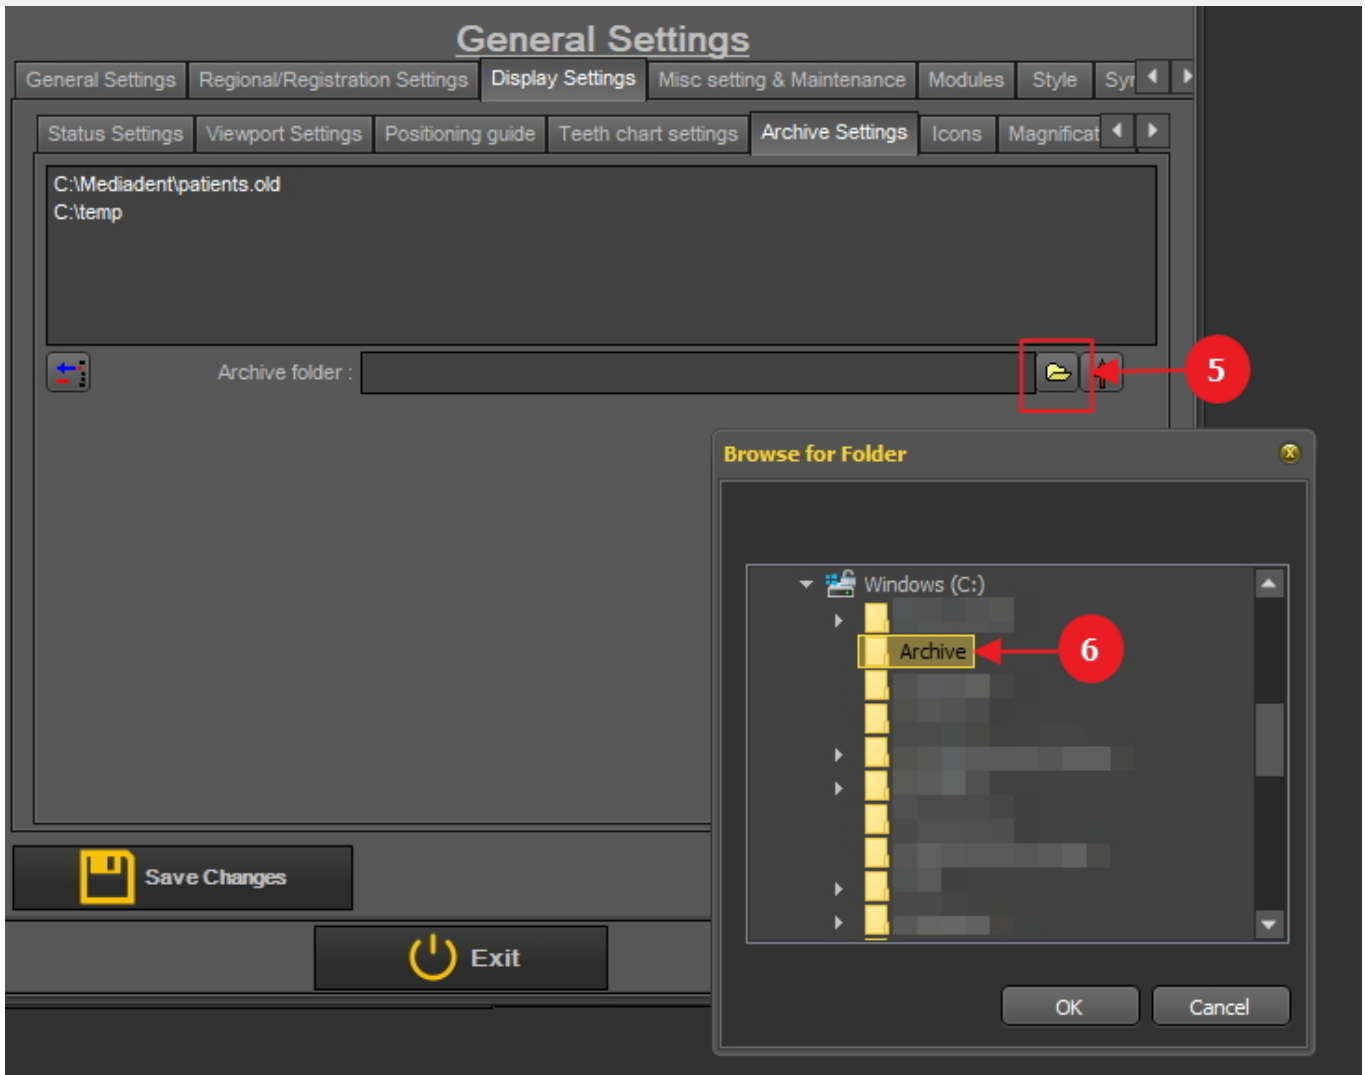 General Settings
General Settings Regional/Registration Settings Display Settings Misc setting & Maintenance Modules Style Syr
Status Settings Viewport Settings Positioning guide Teeth chart settings Archive Settings Icons Magnificat
C:\Mediadent\patients.old
C:\temp
Archive folder :
5
Browse for Folder
Windows (C:)
Archive
6
Save Changes
Exit
OK Cancel